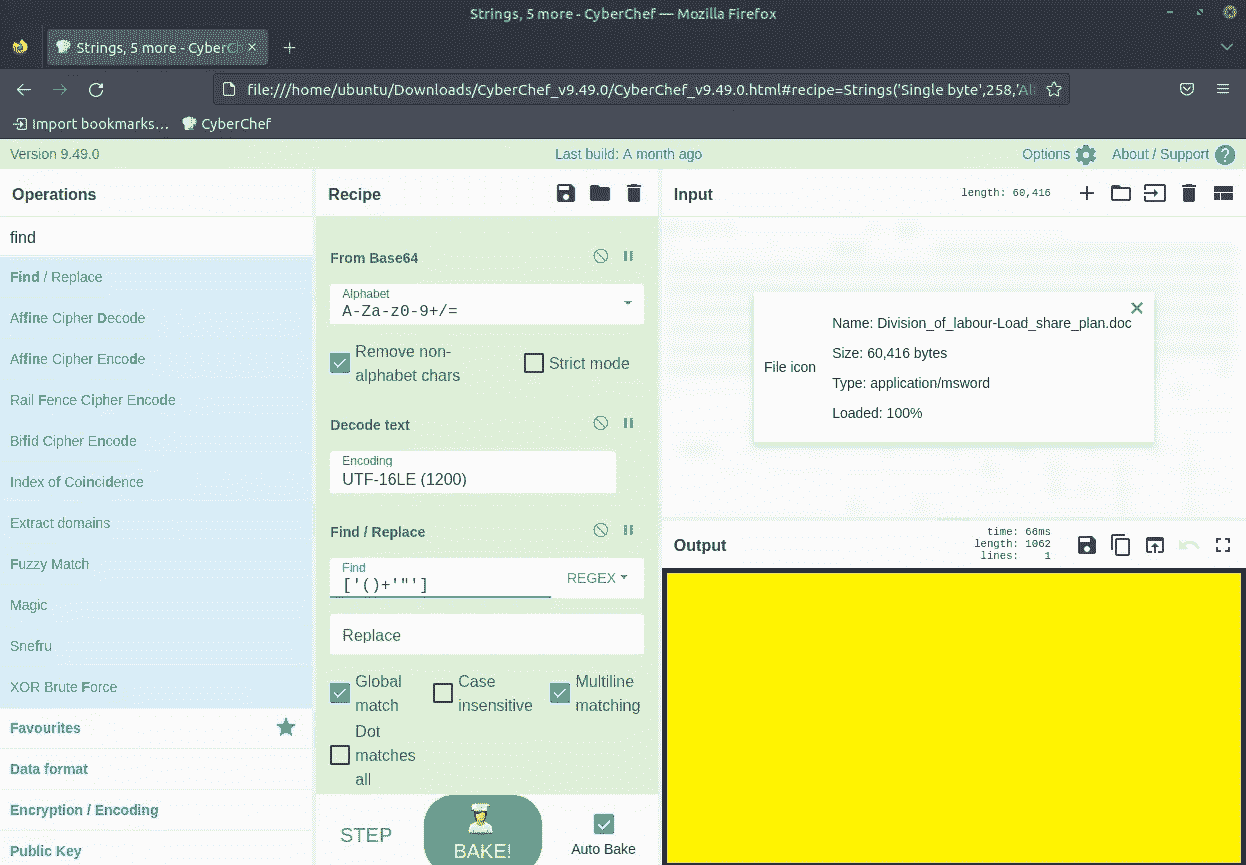 Strings, 5 more - CyberChef — Mozilla Firefox
Strings, 5 more - CyberCh
file:///home/ubuntu/Downloads/CyberChef_v9.49.0/CyberChef_v9.49.0.html#recipe=Strings('Single byte',258,'Al
Import bookmarks... CyberChef
Version 9.49.0 Last build: A month ago Options About / Support
Operations
find
Find / Replace
Affine Cipher Decode
Affine Cipher Encode
Rail Fence Cipher Encode
Bifid Cipher Encode
Index of Coincidence
Extract domains
Fuzzy Match
Magic
Snefru
XOR Brute Force
Favourites
Data format
Encryption / Encoding
Public Key
Recipe
From Base64
Alphabet
A-Za-z0-9+/=
Remove non-
alphabet chars
Strict mode
Decode text
Encoding
UTF-16LE (1200)
Find / Replace
Find
['()+'"']
REGEX
Replace
Global
match
Case
insensitive
Multiline
matching
Dot
matches
all
STEP
BAKE!
Auto Bake
Input
length: 60,416
File icon
Name: Division_of_labour-Load_share_plan.doc
Size: 60,416 bytes
Type: application/msword
Loaded: 100%
Output
time: 66ms
length: 1062
lines: 1